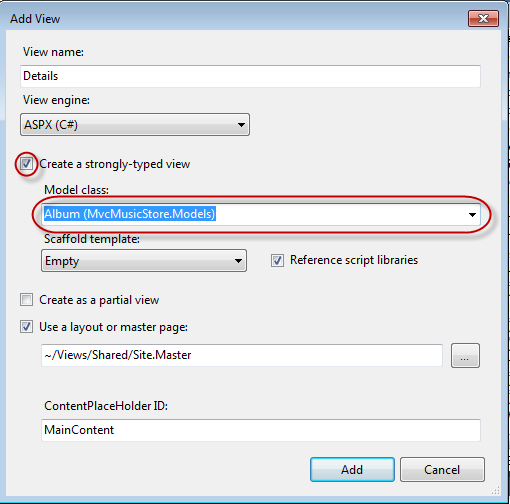 Add View
View name:
Details
View engine:
ASPX (C#)
Create a strongly-typed view
Model class:
Album (MvcMusicStore.Models)
Scaffold template:
Empty
Reference script libraries
Create as a partial view
Use a layout or master page:
~/Views/Shared/Site.Master
...
ContentPlaceHolder ID:
MainContent
Add
Cancel